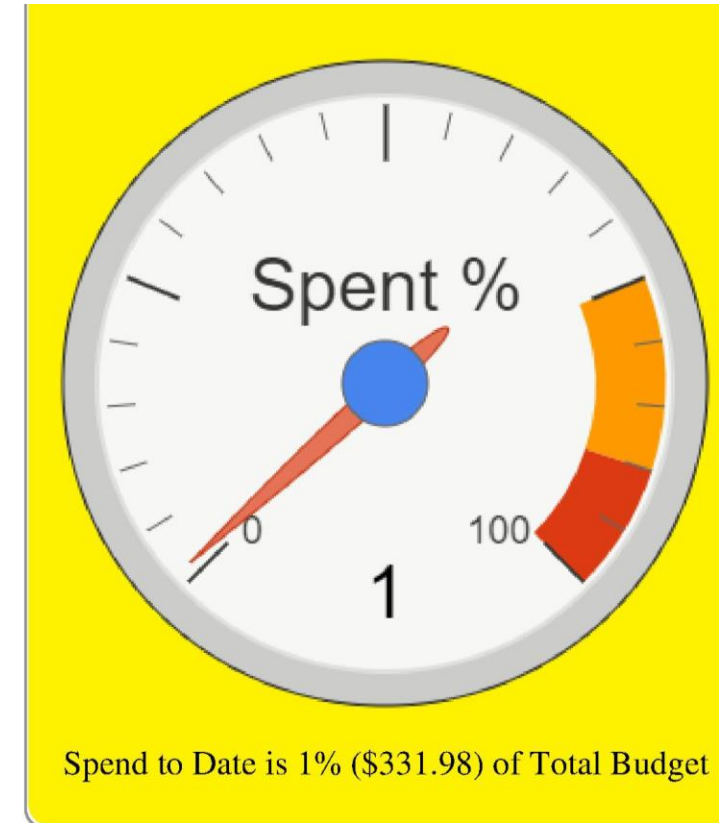 Spent %
0
100
1
Spend to Date is 1% ($331.98) of Total Budget